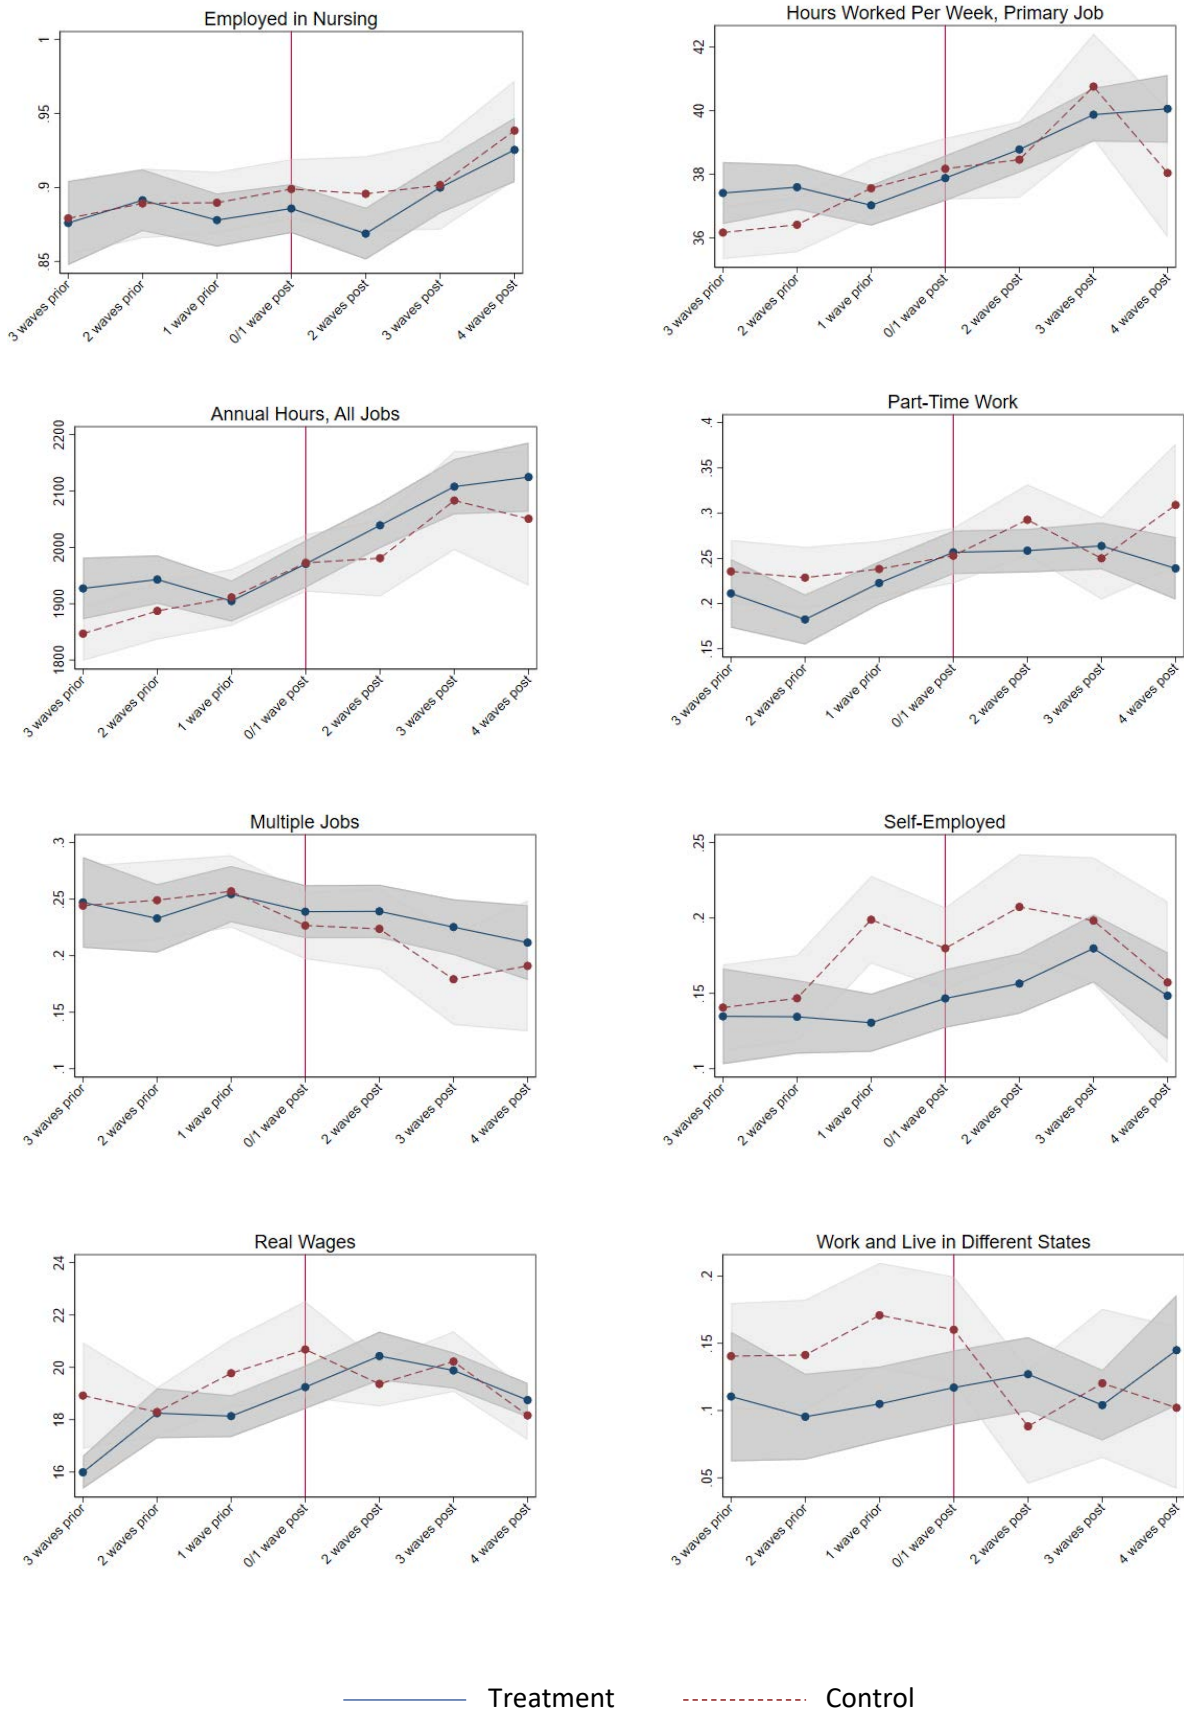 Employed in Nursing
1
.95
.9
.85
3 waves prior
2 waves prior
1 wave prior
0/1 wave post
2 waves post
3 waves post
4 waves post
Hours Worked Per Week, Primary Job
42
40
38
36
3 waves prior
2 waves prior
1 wave prior
0/1 wave post
2 waves post
3 waves post
4 waves post
Annual Hours, All Jobs
2200
2100
2000
1900
1800
3 waves prior
2 waves prior
1 wave prior
0/1 wave post
2 waves post
3 waves post
4 waves post
Part-Time Work
.4
.35
.3
.25
.2
.15
3 waves prior
2 waves prior
1 wave prior
0/1 wave post
2 waves post
3 waves post
4 waves post
Multiple Jobs
.3
.25
.2
.15
.1
3 waves prior
2 waves prior
1 wave prior
0/1 wave post
2 waves post
3 waves post
4 waves post
Self-Employed
.25
.2
.15
.1
3 waves prior
2 waves prior
1 wave prior
0/1 wave post
2 waves post
3 waves post
4 waves post
Real Wages
24
22
20
18
16
3 waves prior
2 waves prior
1 wave prior
0/1 wave post
2 waves post
3 waves post
4 waves post
Work and Live in Different States
.2
.15
.1
.05
3 waves prior
2 waves prior
1 wave prior
0/1 wave post
2 waves post
3 waves post
4 waves post
Treatment
Control